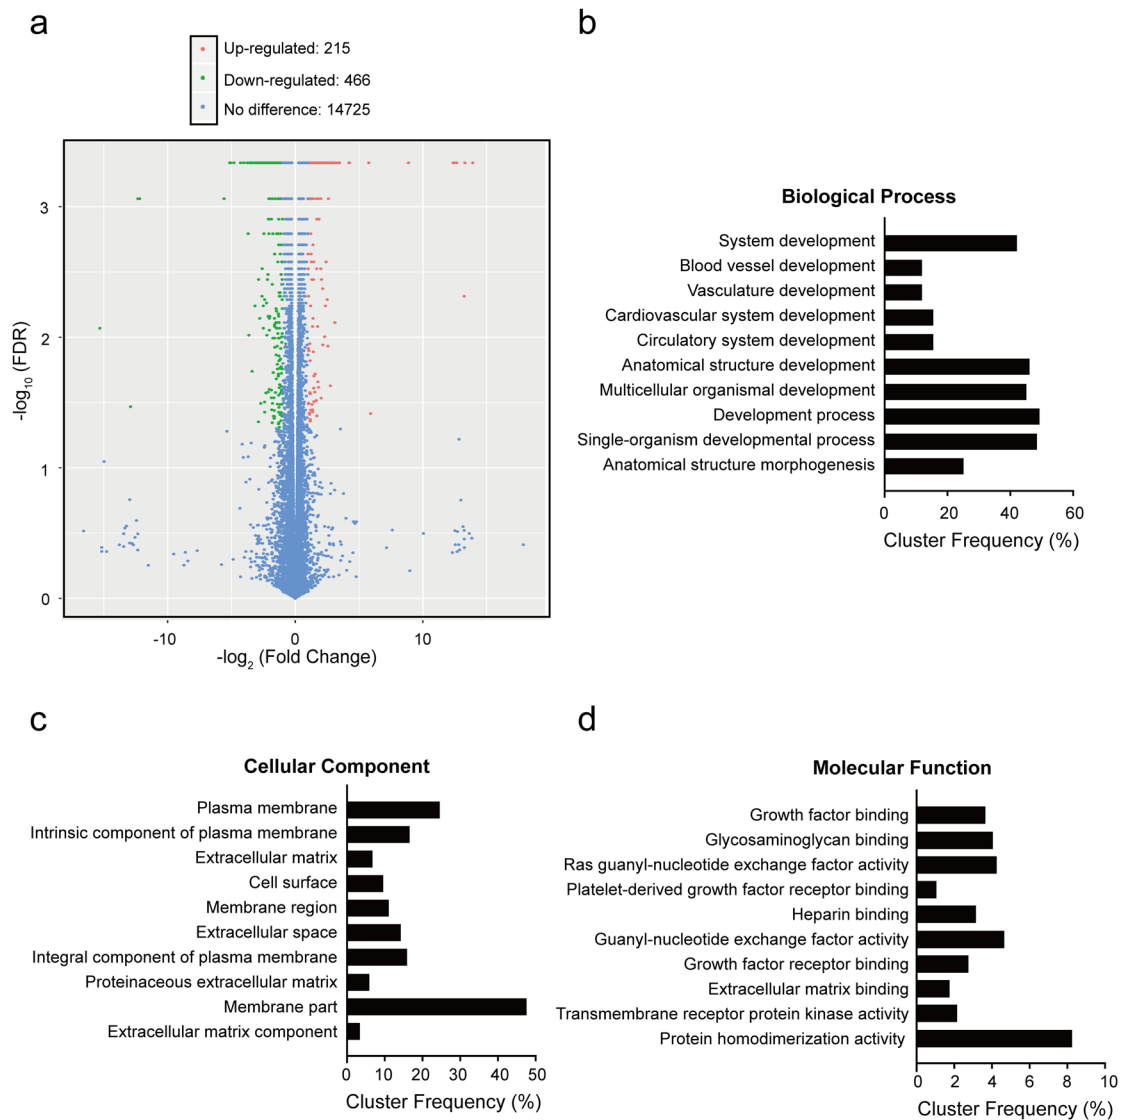 a
Up-regulated: 215
Down-regulated: 466
No difference: 14725
3
2
1
0
-log10 (FDR)
-10
0
10
-log2 (Fold Change)
b
Biological Process
System development
Blood vessel development
Vasculature development
Cardiovascular system development
Circulatory system development
Anatomical structure development
Multicellular organismal development
Development process
Single-organism developmental process
Anatomical structure morphogenesis
0 20 40 60
Cluster Frequency (%)
c
Cellular Component
Plasma membrane
Intrinsic component of plasma membrane
Extracellular matrix
Cell surface
Membrane region
Extracellular space
Integral component of plasma membrane
Proteinaceous extracellular matrix
Membrane part
Extracellular matrix component
0 10 20 30 40 50
Cluster Frequency (%)
d
Molecular Function
Growth factor binding
Glycosaminoglycan binding
Ras guanyl-nucleotide exchange factor activity
Platelet-derived growth factor receptor binding
Heparin binding
Guanyl-nucleotide exchange factor activity
Growth factor receptor binding
Extracellular matrix binding
Transmembrane receptor protein kinase activity
Protein homodimerization activity
0 2 4 6 8 10
Cluster Frequency (%)